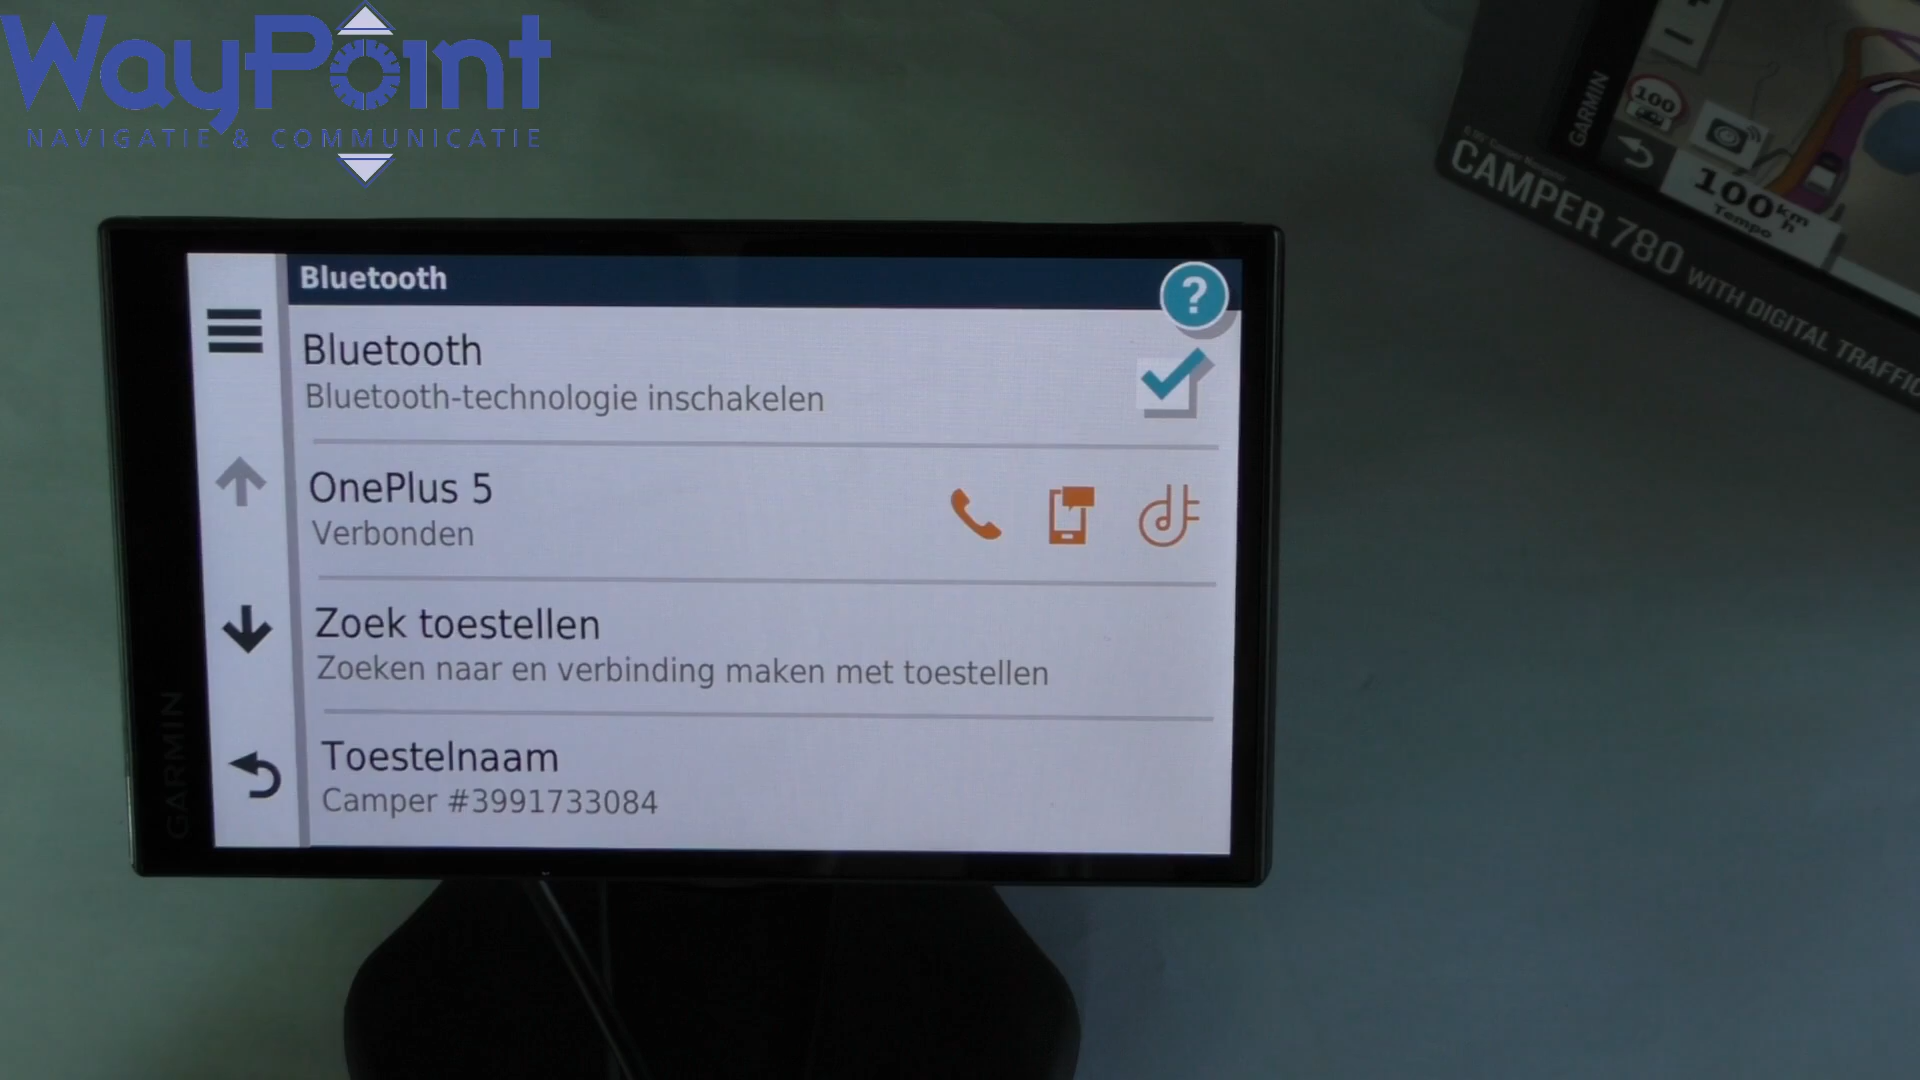 WayPoint
NAVIGATIE & COMMUNICATIE
Bluetooth
?
Bluetooth
Bluetooth-technologie inschakelen
OnePlus 5
Verbonden
Zoek toestellen
Zoeken naar en verbinding maken met toestellen
Toestelnaam
Camper #3991733084
GARMIN
GARMIN
100
100 km/h
Tempo
CAMPER 780 WITH DIGITAL TRAFFIC